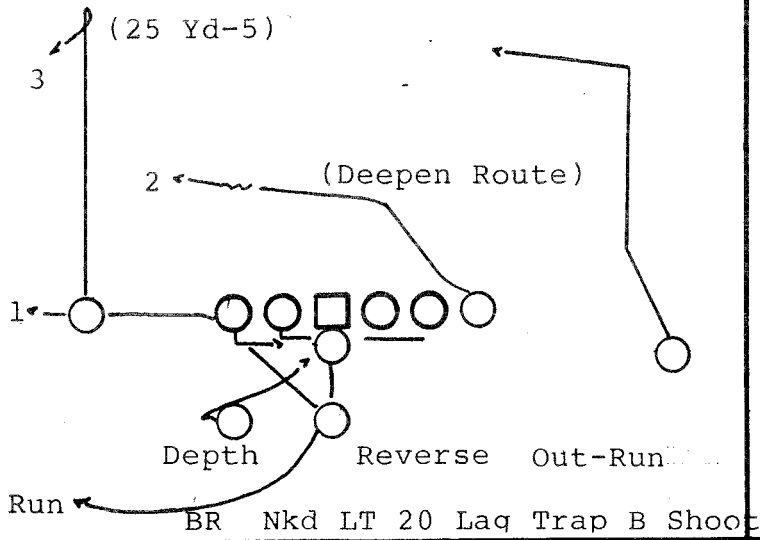 (25 Yd-5)
3
2
(Deepen Route)
1
Depth Reverse Out-Run
Run
BR Nkd LT 20 Lag Trap B Shoot